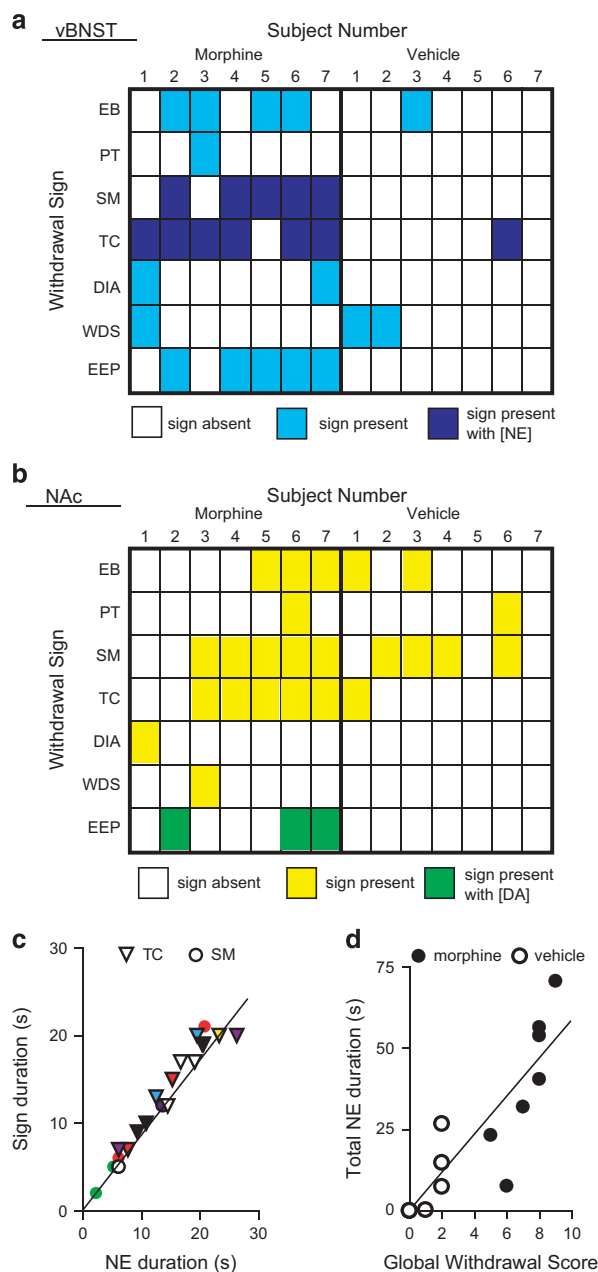 a
vBNST
Subject Number
Morphine Vehicle
1 2 3 4 5 6 7 1 2 3 4 5 6 7
Withdrawal Sign
EB
PT
SM
TC
DIA
WDS
EEP
sign absent
sign present
sign present
with [NE]
b
NAc
Subject Number
Morphine Vehicle
1 2 3 4 5 6 7 1 2 3 4 5 6 7
Withdrawal Sign
EB
PT
SM
TC
DIA
WDS
EEP
sign absent
sign present
sign present
with [DA]
c
TC SM
Sign duration (s)
30
20
10
0
0 10 20 30
NE duration (s)
d
morphine vehicle
Total NE duration (s)
75
50
25
0
0 2 4 6 8 10
Global Withdrawal Score